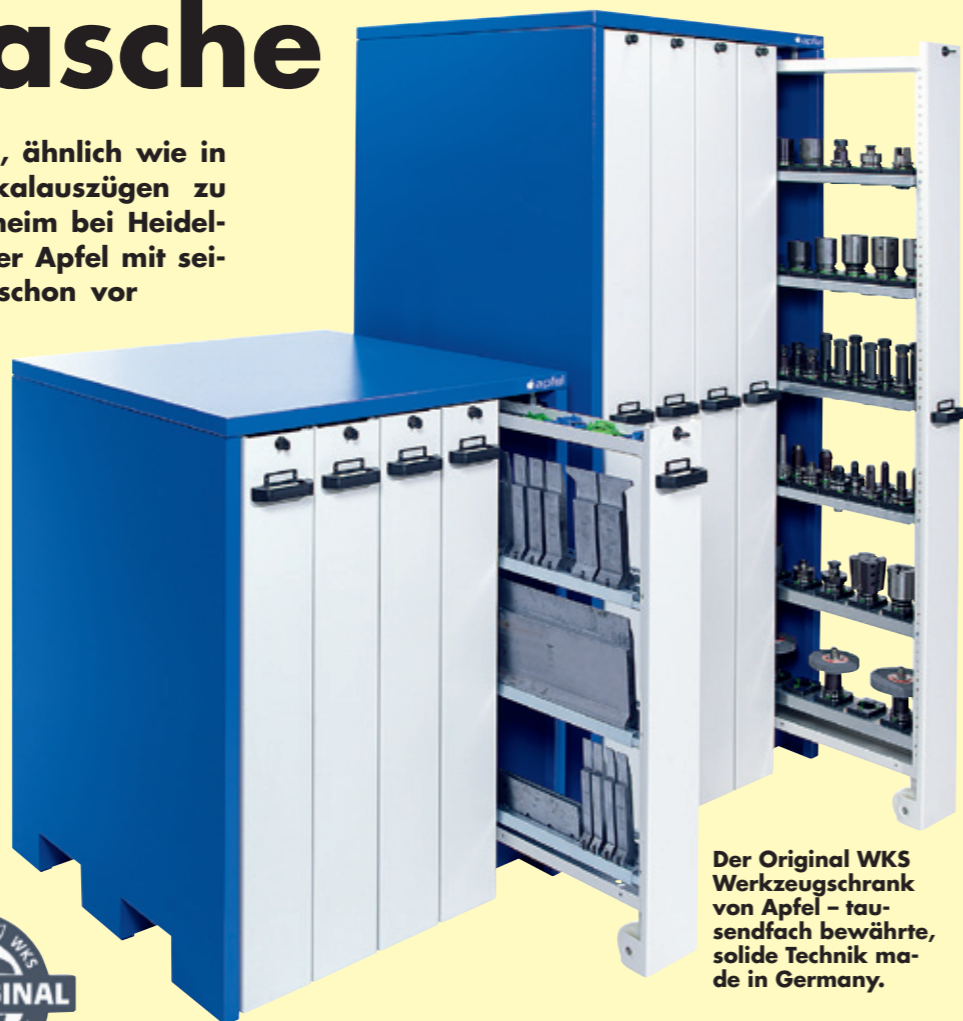 asche
, ähnlich wie in
kalauszügen zu
heim bei Heidel-
er Apfel mit sei-
schon vor
apfel
apfel
Der Original WKS
Werkzeugschrank
von Apfel – tau-
sendfach bewährte,
solide Technik ma-
de in Germany.
WKS
GINAL